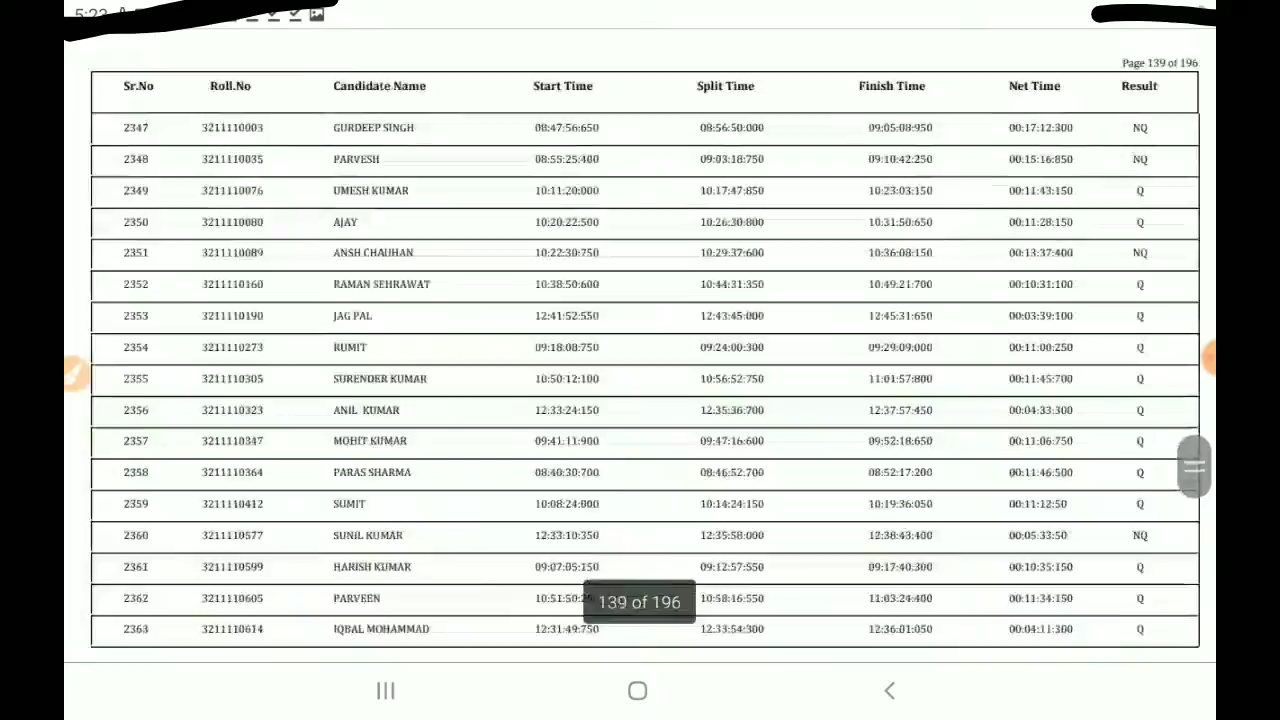 Page 139 of 196
Sr.No Roll.No Candidate Name Start Time Split Time Finish Time Net Time Result
2347 3211110003 GURDEEP SINGH 08:47:56:650 08:56:50:000 09:05:08:950 00:17:12:300 NQ
2348 3211110035 PARVESH 08:55:25:400 09:03:18:750 09:10:42:250 00:15:16:850 NQ
2349 3211110076 UMESH KUMAR 10:11:20:000 10:17:47:850 10:23:03:150 00:11:43:150 Q
2350 3211110080 AJAY 10:20:22:500 10:26:30:800 10:31:50:650 00:11:28:150 Q
2351 3211110089 ANSH CHAUHAN 10:22:30:750 10:29:37:600 10:36:08:150 00:13:37:400 NQ
2352 3211110160 RAMAN SEHRAWAT 10:38:50:600 10:44:31:350 10:49:21:700 00:10:31:100 Q
2353 3211110190 JAG PAL 12:41:52:550 12:43:45:000 12:45:31:650 00:03:39:100 Q
2354 3211110273 RUMIT 09:18:08:750 09:24:00:300 09:29:09:000 00:11:00:250 Q
2355 3211110305 SURENDER KUMAR 10:50:12:100 10:56:52:750 11:01:57:800 00:11:45:700 Q
2356 3211110323 ANIL KUMAR 12:33:24:150 12:35:36:700 12:37:57:450 00:04:33:300 Q
2357 3211110347 MOHIT KUMAR 09:41:11:900 09:47:16:600 09:52:18:650 00:11:06:750 Q
2358 3211110364 PARAS SHARMA 08:40:30:700 08:46:52:700 08:52:17:200 00:11:46:500 Q
2359 3211110412 SUMIT 10:08:24:000 10:14:24:150 10:19:36:050 00:11:12:50 Q
2360 3211110577 SUNIL KUMAR 12:33:10:350 12:35:58:000 12:38:43:400 00:05:33:50 NQ
2361 3211110599 HARISH KUMAR 09:07:05:150 09:12:57:550 09:17:40:300 00:10:35:150 Q
2362 3211110605 PARVEEN 10:51:50: 10:58:16:550 11:03:24:400 00:11:34:150 Q
139 of 196
2363 3211110614 IQBAL MOHAMMAD 12:31:49:750 12:33:54:300 12:36:01:050 00:04:11:300 Q